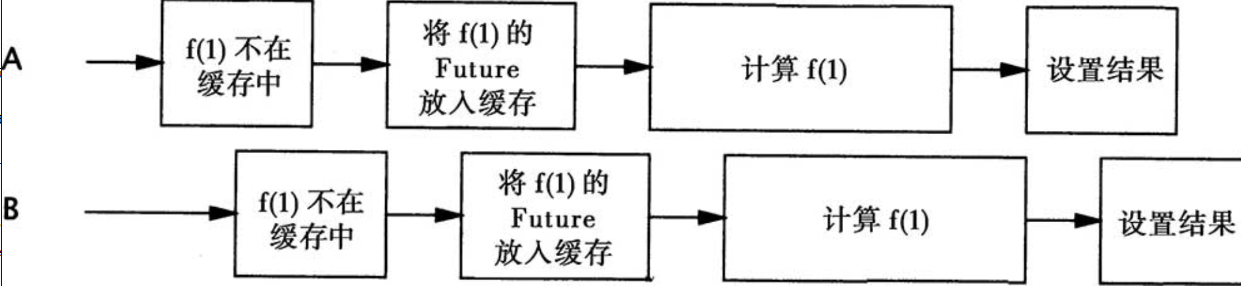 A
f(1) 不在
缓存中
将 f(1) 的
Future
放入缓存
计算 f(1)
设置结果
B
f(1) 不在
缓存中
将 f(1) 的
Future
放入缓存
计算 f(1)
设置结果